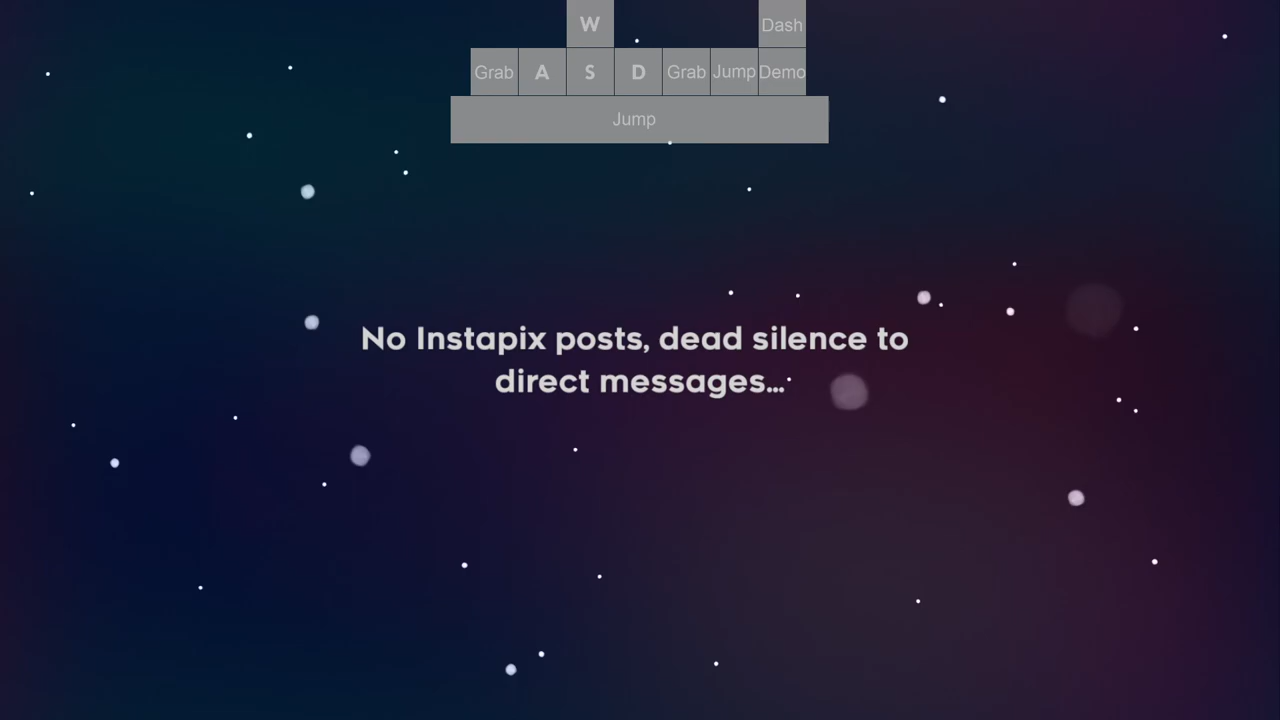 W Dash
Grab A S D Grab Jump Demo
Jump
No Instapix posts, dead silence to
direct messages...